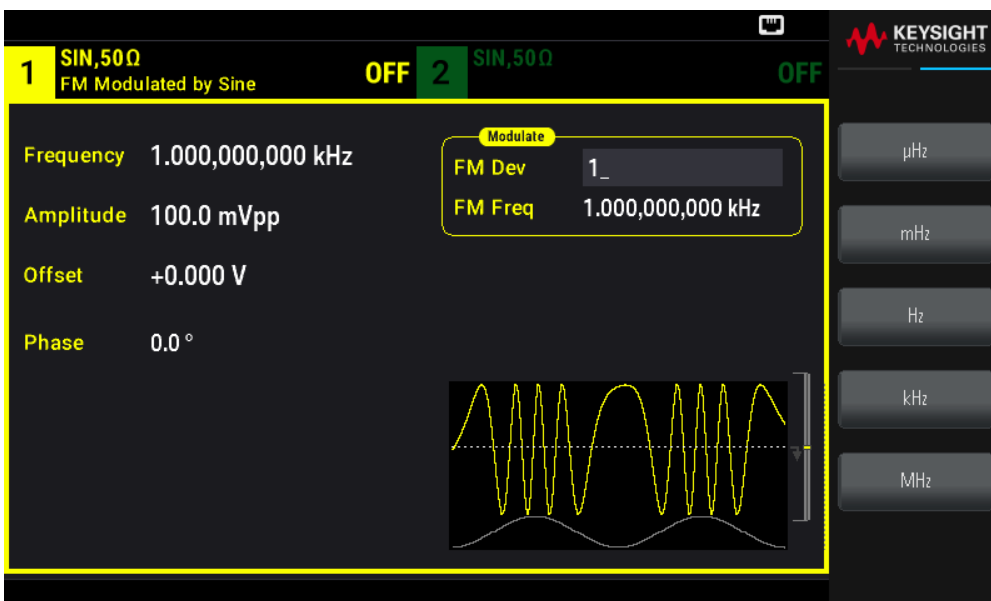 KEYSIGHT
TECHNOLOGIES
1
SIN,50Ω
FM Modulated by Sine
OFF
2
SIN,50Ω
OFF
Frequency 1.000,000,000 kHz
Amplitude 100.0 mVpp
Offset +0.000 V
Phase 0.0 °
Modulate
FM Dev 1_
FM Freq 1.000,000,000 kHz
µHz
mHz
Hz
kHz
MHz